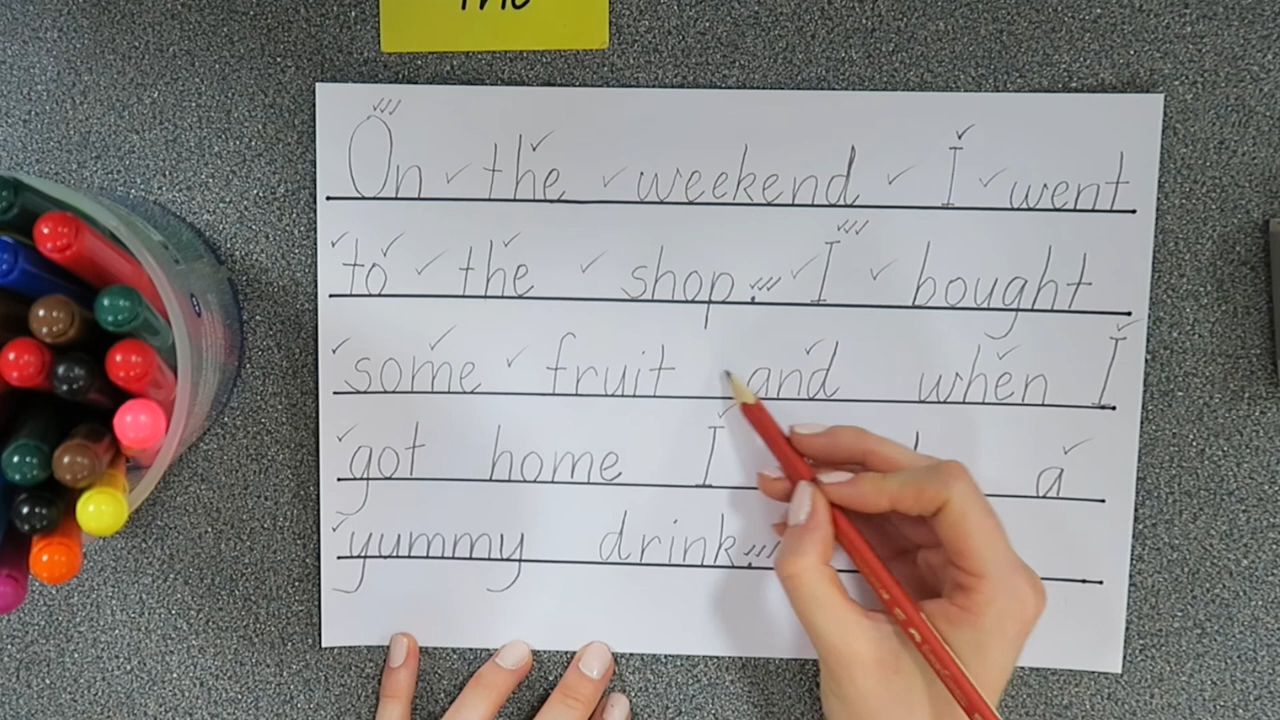 On the weekend I went
to the shop. I bought
some fruit and when I
got home I a
yummy drink.